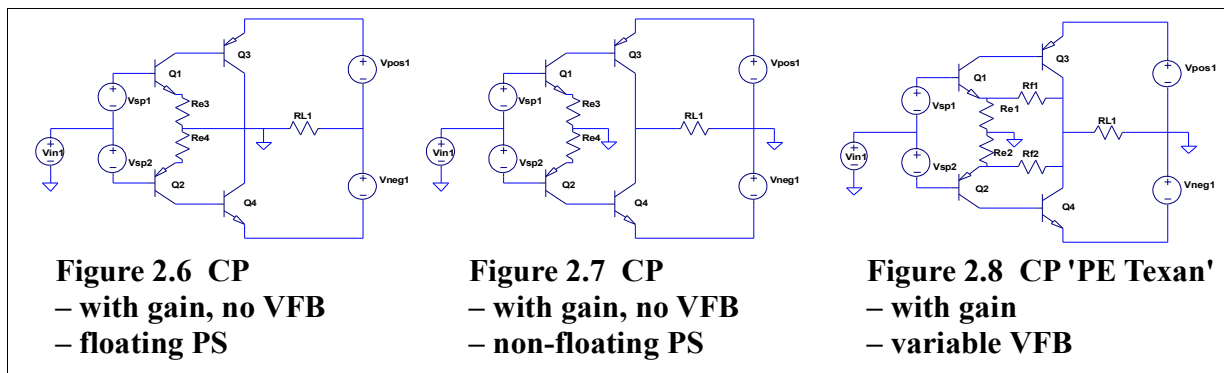 Q3
Vpos1
Q1
Vsp1
Re3
RL1
Re4
Vin1
Vsp2
Vneg1
Q2
Q4
Figure 2.6 CP
– with gain, no VFB
– floating PS
Q3
Vpos1
Q1
Vsp1
Re3
RL1
Re4
Vin1
Vsp2
Vneg1
Q2
Q4
Figure 2.7 CP
– with gain, no VFB
– non-floating PS
Q3
Vpos1
Q1
Rf1
Vsp1
Re1
RL1
Re2
Vin1
Vsp2
Rf2
Vneg1
Q2
Q4
Figure 2.8 CP 'PE Texan'
– with gain
– variable VFB